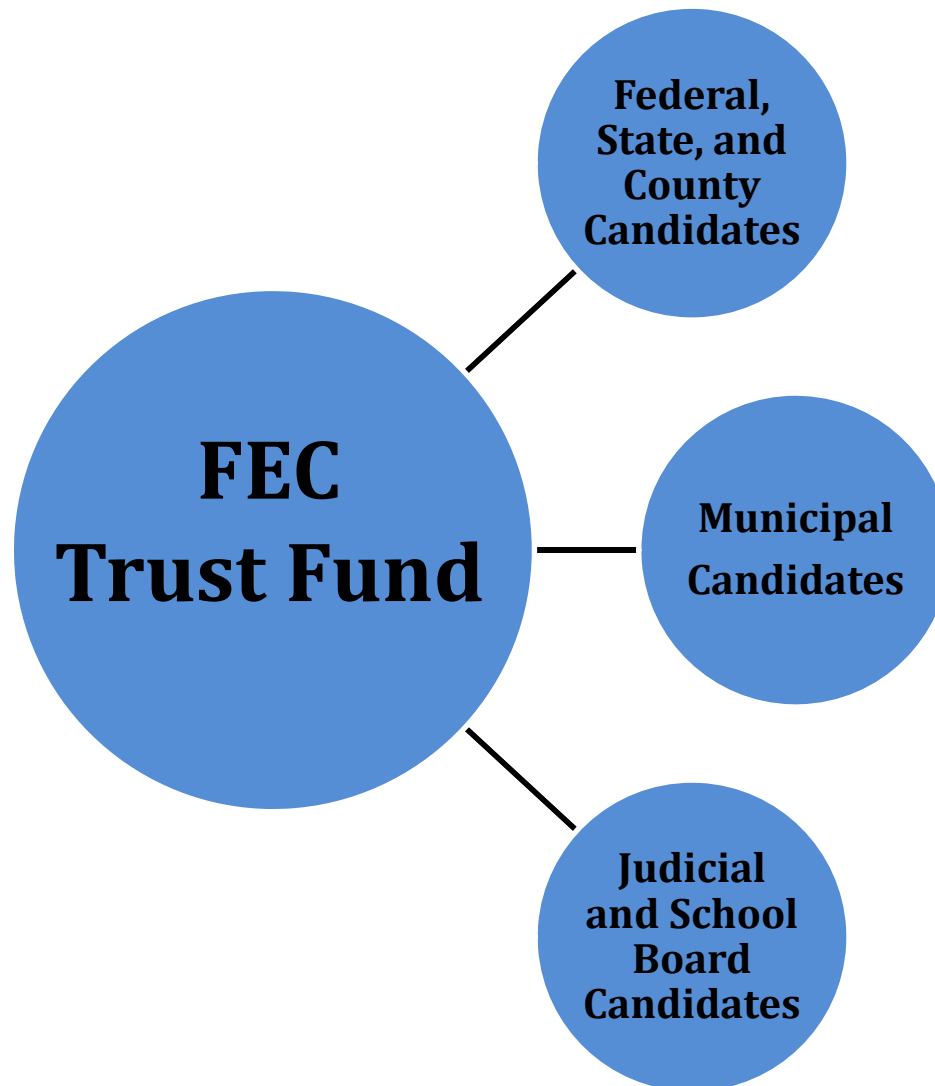 Federal,
State, and
County
Candidates
FEC
Trust Fund
Municipal
Candidates
Judicial
and School
Board
Candidates